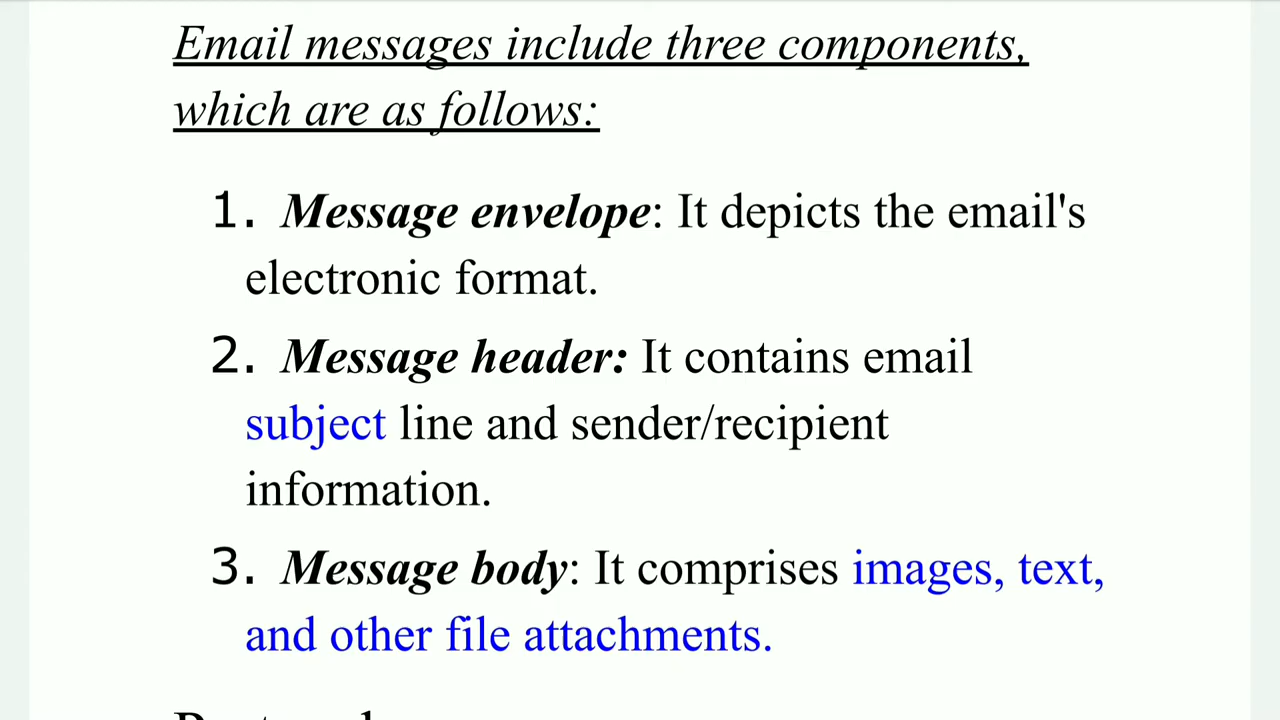 Email messages include three components,
which are as follows:
1. Message envelope: It depicts the email's
electronic format.
2. Message header: It contains email
subject line and sender/recipient
information.
3. Message body: It comprises images, text,
and other file attachments.